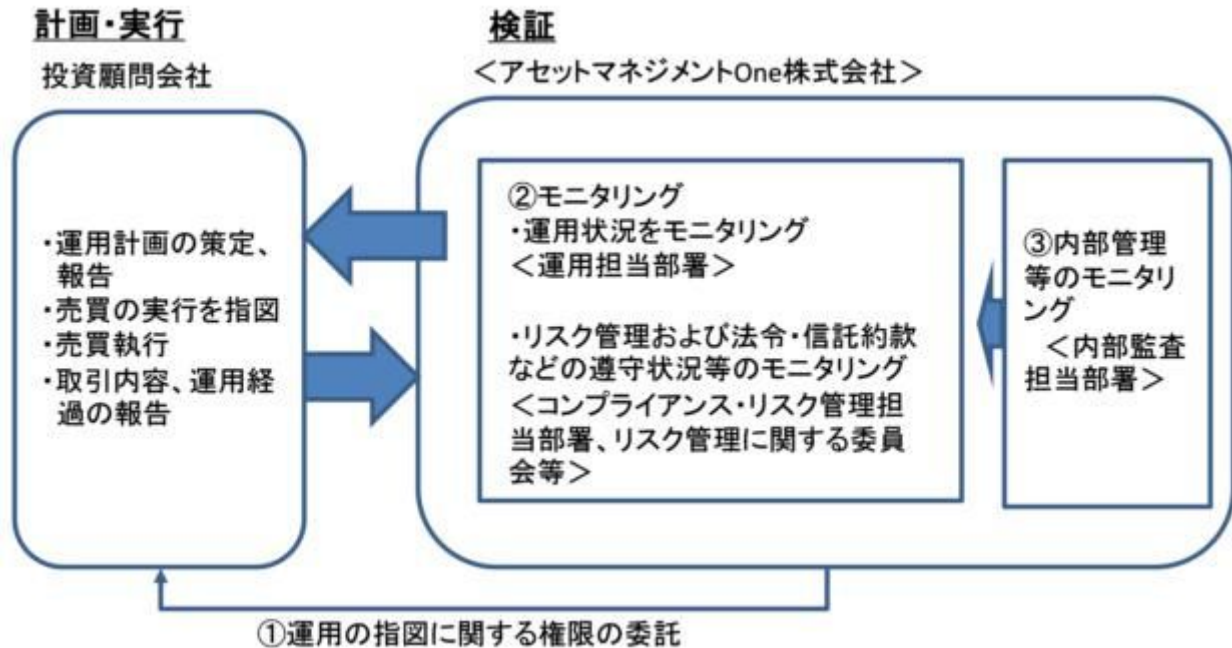 計画・実行
投資顧問会社
・運用計画の策定、
報告
・売買の実行を指図
・売買執行
・取引内容、運用経
過の報告
検証
＜アセットマネジメントOne株式会社＞
②モニタリング
・運用状況をモニタリング
＜運用担当部署＞
・リスク管理および法令・信託約款
などの遵守状況等のモニタリング
＜コンプライアンス・リスク管理担
当部署、リスク管理に関する委員
会等＞
③内部管理
等のモニタリ
ング
＜内部監査
担当部署＞
①運用の指図に関する権限の委託